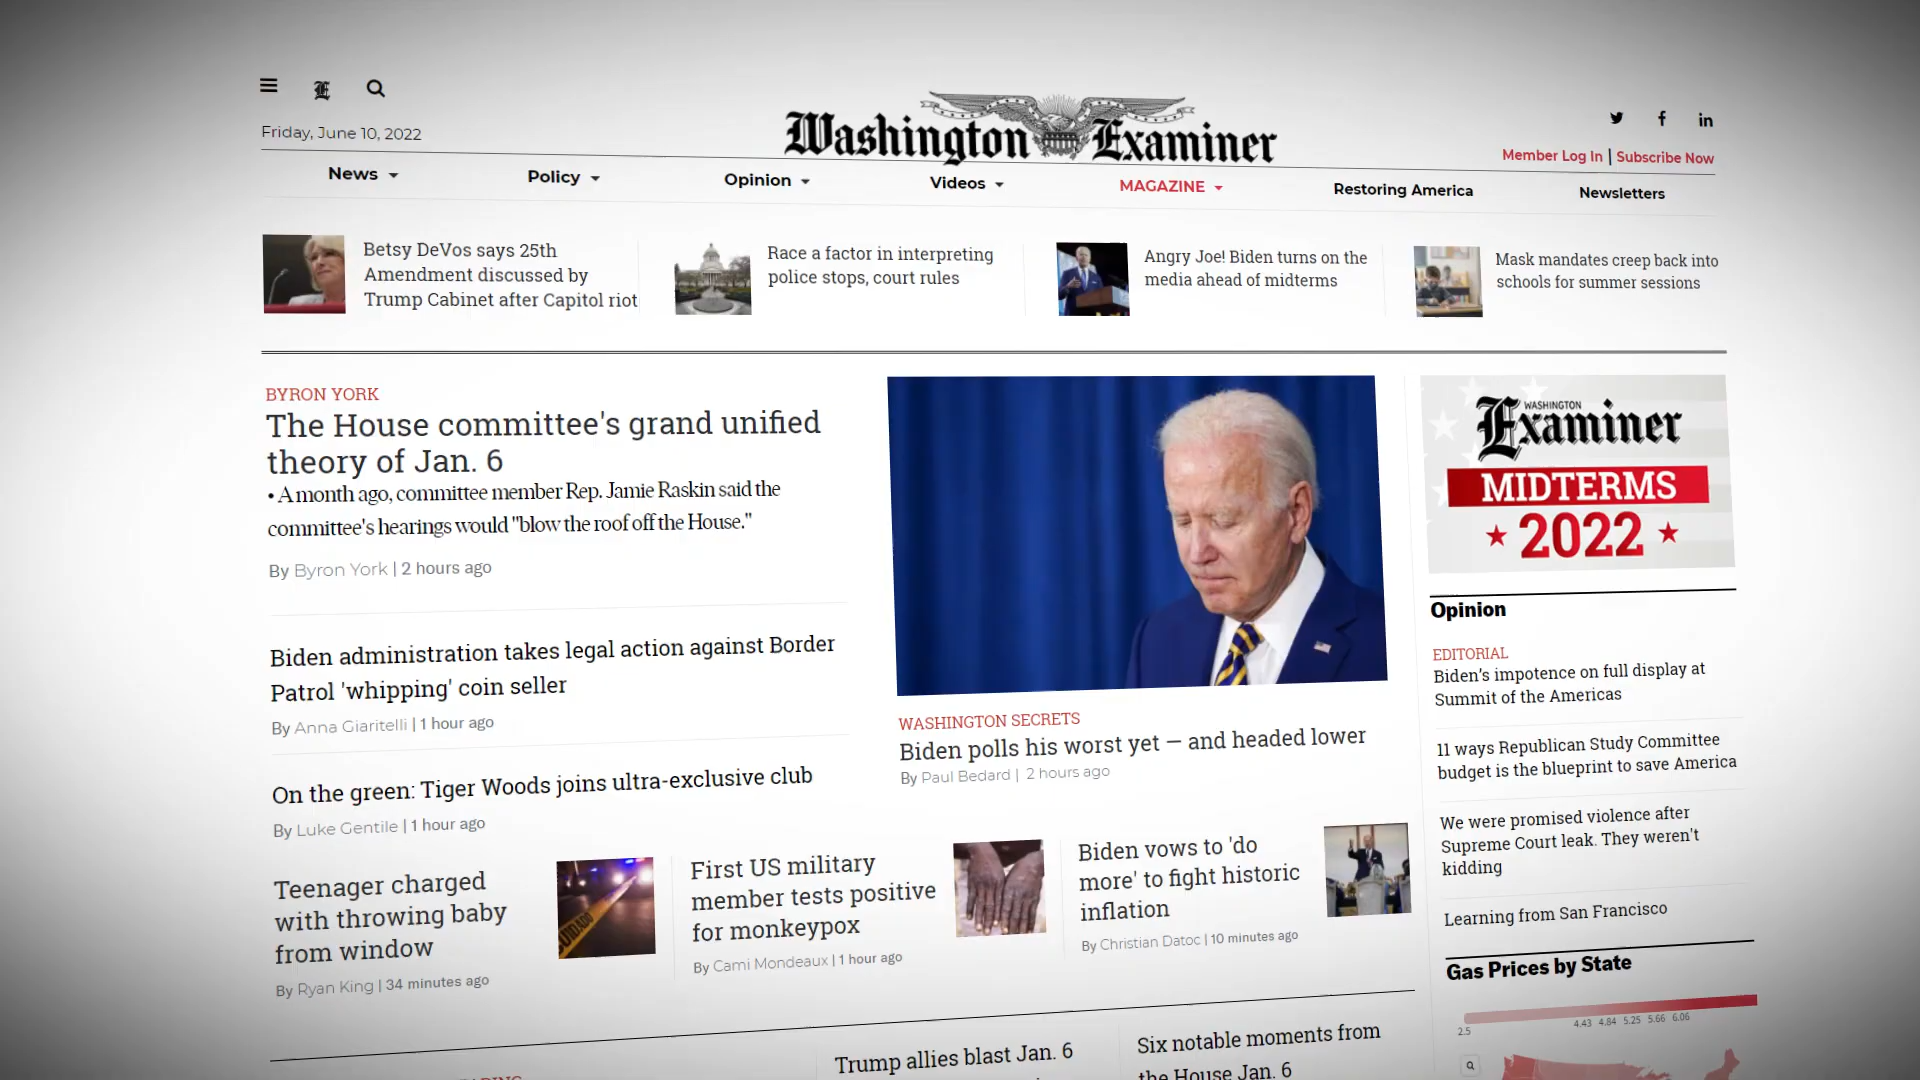 Friday, June 10, 2022
Washington Examiner
Member Log In | Subscribe Now
News
Policy
Opinion
Videos
MAGAZINE
Restoring America
Newsletters
Betsy DeVos says 25th
Amendment discussed by
Trump Cabinet after Capitol riot
Race a factor in interpreting
police stops, court rules
Angry Joe! Biden turns on the
media ahead of midterms
Mask mandates creep back into
schools for summer sessions
BYRON YORK
The House committee's grand unified
theory of Jan. 6
• A month ago, committee member Rep. Jamie Raskin said the
committee's hearings would "blow the roof off the House."
By Byron York | 2 hours ago
Biden administration takes legal action against Border
Patrol 'whipping' coin seller
By Anna Giaritelli | 1 hour ago
On the green: Tiger Woods joins ultra-exclusive club
By Luke Gentile | 1 hour ago
WASHINGTON SECRETS
Biden polls his worst yet — and headed lower
By Paul Bedard | 2 hours ago
Teenager charged
with throwing baby
from window
By Ryan King | 34 minutes ago
First US military
member tests positive
for monkeypox
By Cami Mondeaux | 1 hour ago
Biden vows to 'do
more' to fight historic
inflation
By Christian Datoc | 10 minutes ago
WASHINGTON
Examiner
MIDTERMS
2022
Opinion
EDITORIAL
Biden's impotence on full display at
Summit of the Americas
11 ways Republican Study Committee
budget is the blueprint to save America
We were promised violence after
Supreme Court leak. They weren't
kidding
Learning from San Francisco
Gas Prices by State
2.5 4.43 4.84 5.25 5.66 6.06
Trump allies blast Jan. 6
Six notable moments from
the House Jan. 6